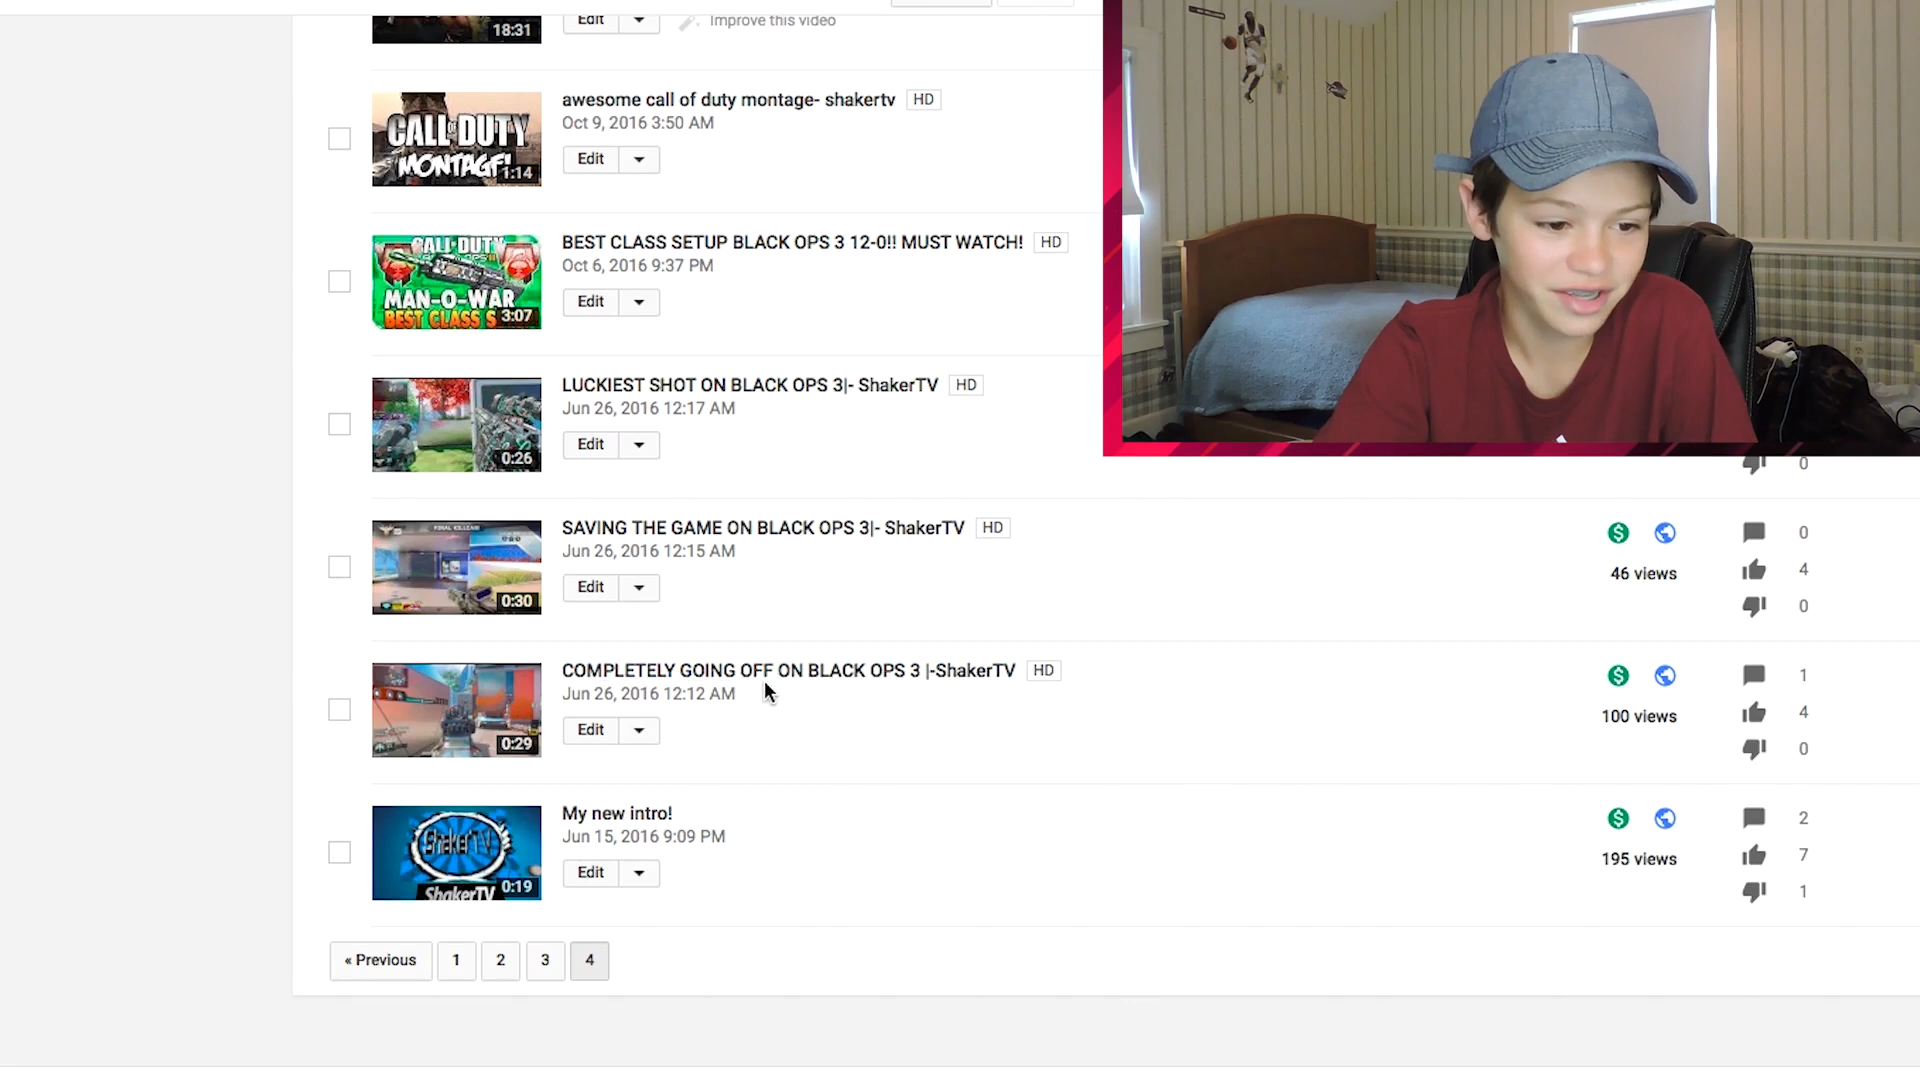 18:31
Edit
Improve this video
CALL OF DUTY
MONTAGE!
1:14
awesome call of duty montage- shakertv HD
Oct 9, 2016 3:50 AM
Edit
CALL OF DUTY
MAN-O-WAR
BEST CLASS S
3:07
BEST CLASS SETUP BLACK OPS 3 12-0!! MUST WATCH! HD
Oct 6, 2016 9:37 PM
Edit
0:26
LUCKIEST SHOT ON BLACK OPS 3|- ShakerTV HD
Jun 26, 2016 12:17 AM
Edit
0
FINAL KILLCAM
0:30
SAVING THE GAME ON BLACK OPS 3|- ShakerTV HD
Jun 26, 2016 12:15 AM
Edit
46 views
0
4
0
0:29
COMPLETELY GOING OFF ON BLACK OPS 3 |-ShakerTV HD
Jun 26, 2016 12:12 AM
Edit
100 views
1
4
0
ShakerTV
ShakerTV
0:19
My new intro!
Jun 15, 2016 9:09 PM
Edit
195 views
2
7
1
« Previous 1 2 3 4